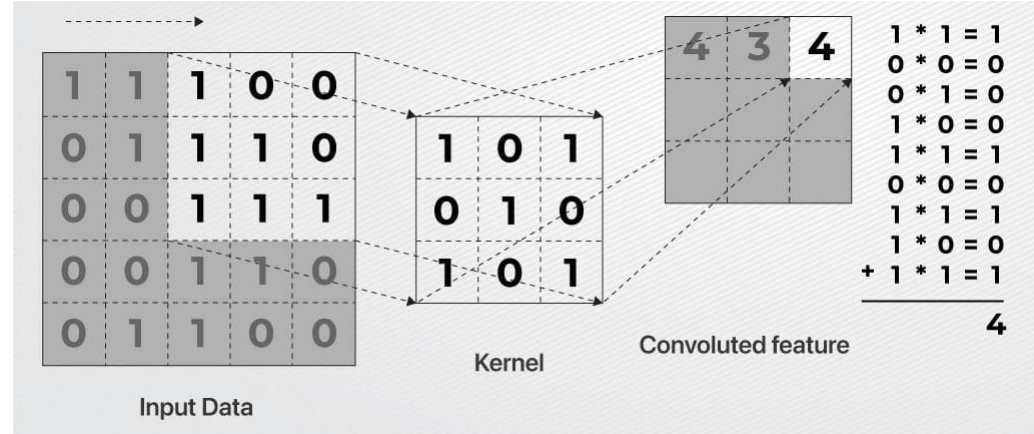 1 1 1 0 0
0 1 1 1 0
0 0 1 1 1
0 0 1 1 0
0 1 1 0 0
Input Data
1 0 1
0 1 0
1 0 1
Kernel
4 3 4
Convoluted feature
1 * 1 = 1
0 * 0 = 0
0 * 1 = 0
1 * 0 = 0
1 * 1 = 1
0 * 0 = 0
1 * 1 = 1
1 * 0 = 0
+ 1 * 1 = 1
4